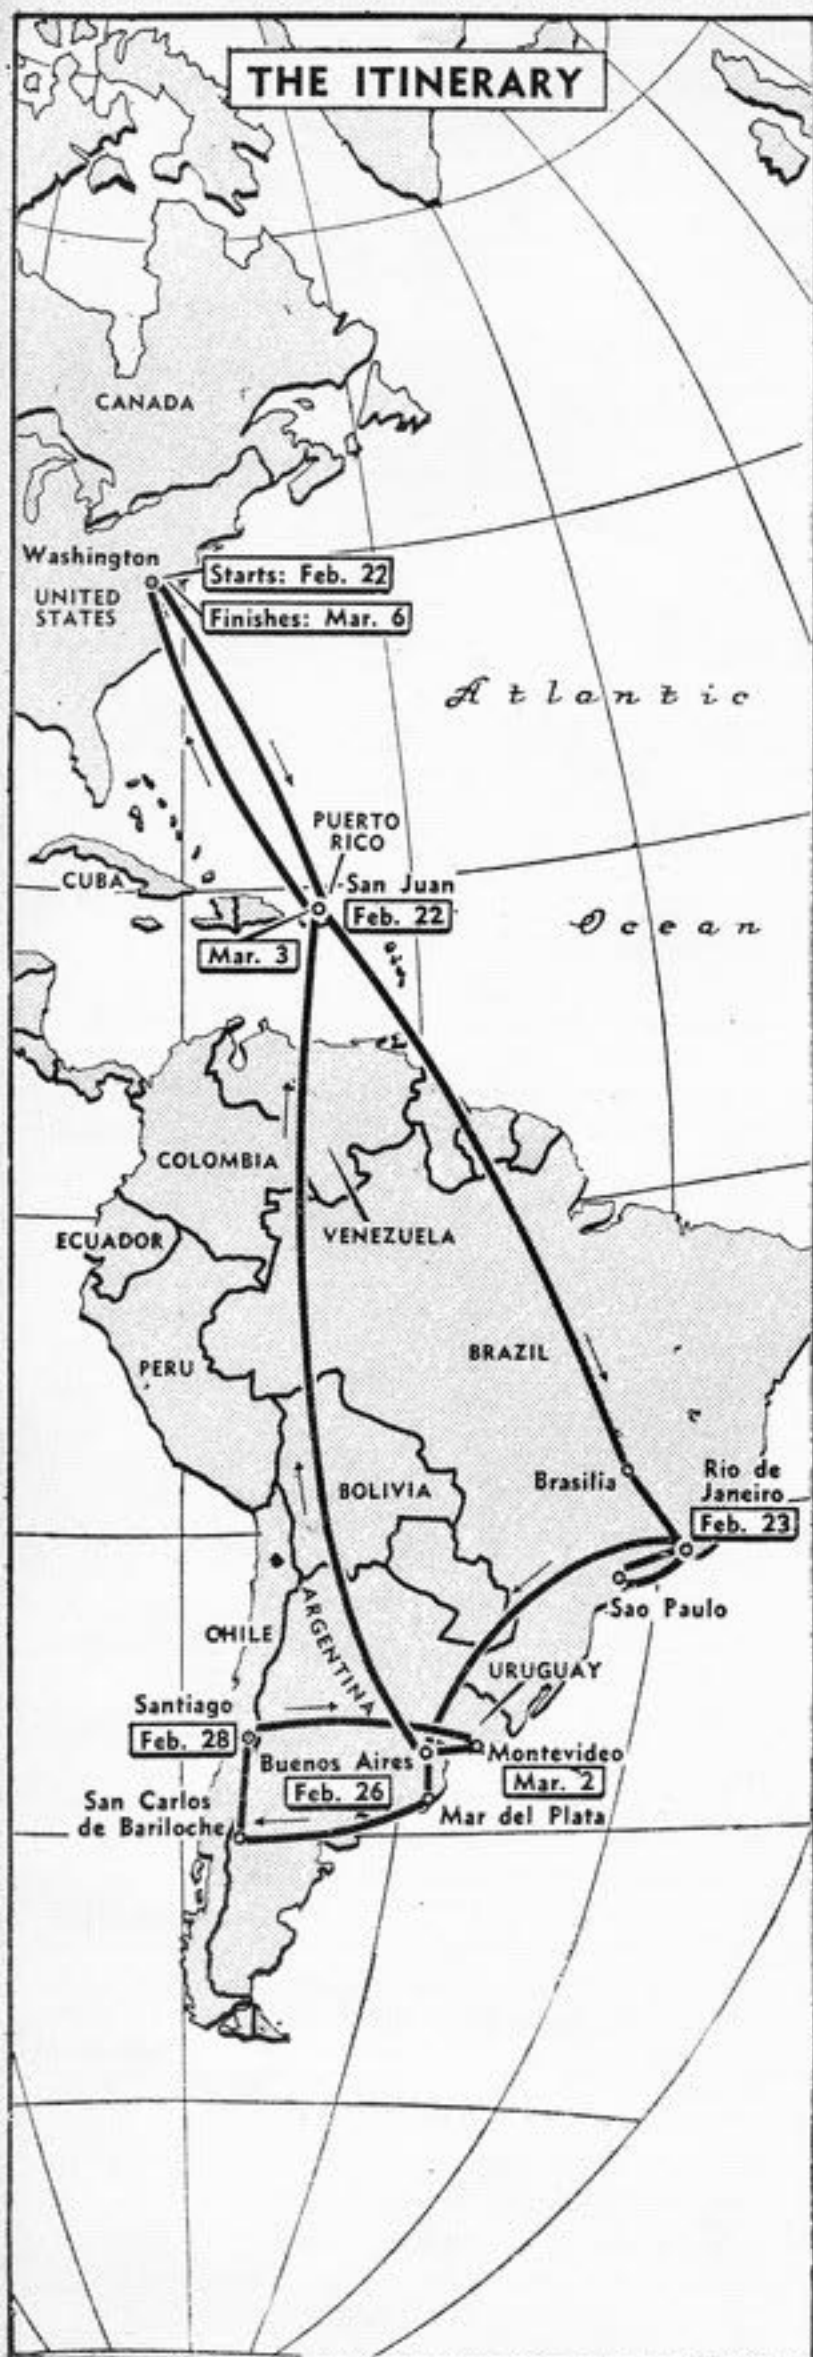 THE ITINERARY
CANADA
Washington
Starts: Feb. 22
UNITED
STATES
Finishes: Mar. 6
Atlantic
PUERTO
RICO
CUBA
San Juan
Feb. 22
Ocean
Mar. 3
COLOMBIA
ECUADOR
VENEZUELA
PERU
BRAZIL
Brasilia
Rio de
Janeiro
Feb. 23
BOLIVIA
Sao Paulo
ARGENTINA
CHILE
URUGUAY
Santiago
Feb. 28
Buenos Aires
Feb. 26
Montevideo
Mar. 2
San Carlos
de Bariloche
Mar del Plata